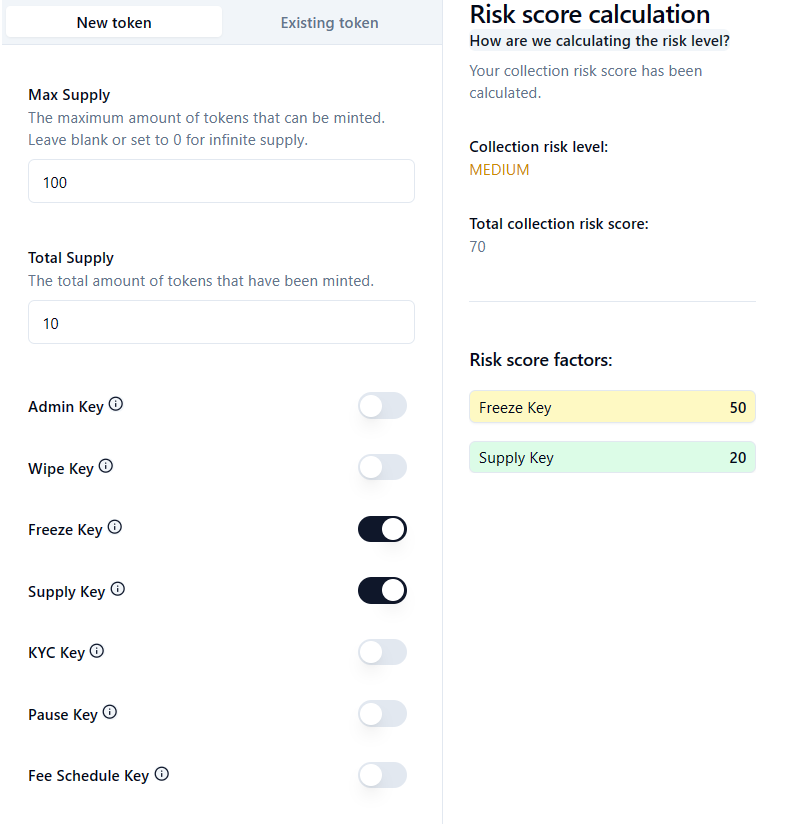 New token
Existing token
Max Supply
The maximum amount of tokens that can be minted.
Leave blank or set to 0 for infinite supply.
100
Total Supply
The total amount of tokens that have been minted.
10
Admin Key
Wipe Key
Freeze Key
Supply Key
KYC Key
Pause Key
Fee Schedule Key
Risk score calculation
How are we calculating the risk level?
Your collection risk score has been
calculated.
Collection risk level:
MEDIUM
Total collection risk score:
70
Risk score factors:
Freeze Key 50
Supply Key 20